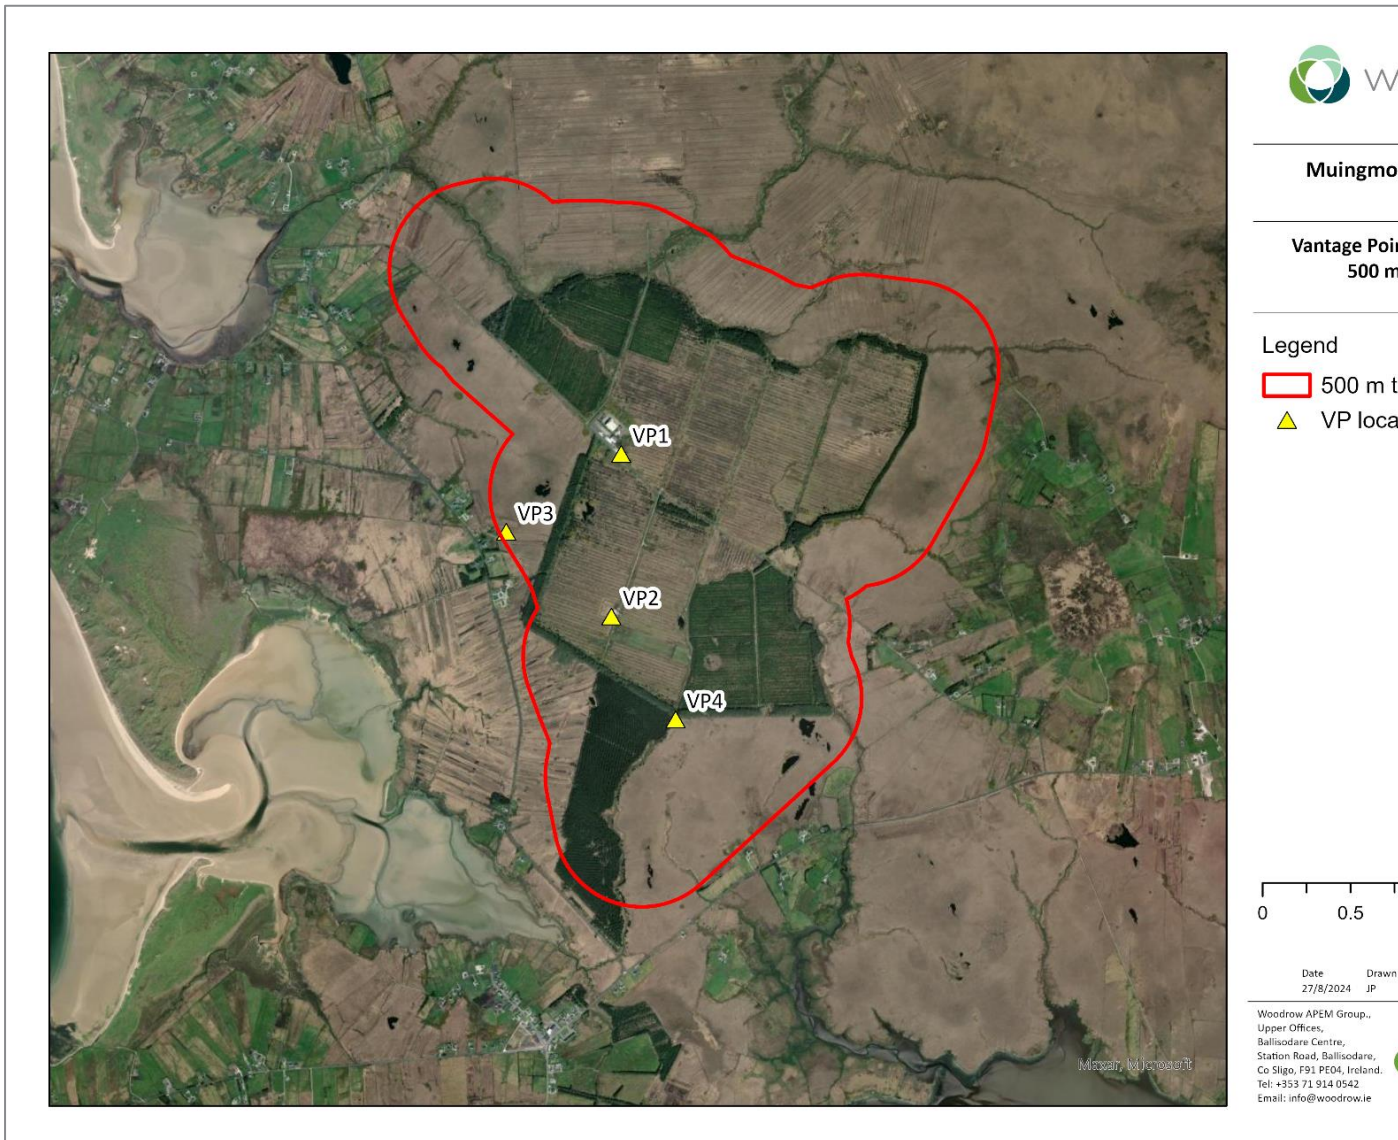 W
Muingmo
Vantage Poi
500 m
Legend
500 m t
VP loca
VP1
VP3
VP2
VP4
Maxar, Microsoft
0 0.5
Date Drawn
27/8/2024 JP
Woodrow APEM Group.,
Upper Offices,
Ballisodare Centre,
Station Road, Ballisodare,
Co Sligo, F91 PE04, Ireland.
Tel: +353 71 914 0542
Email: info@woodrow.ie